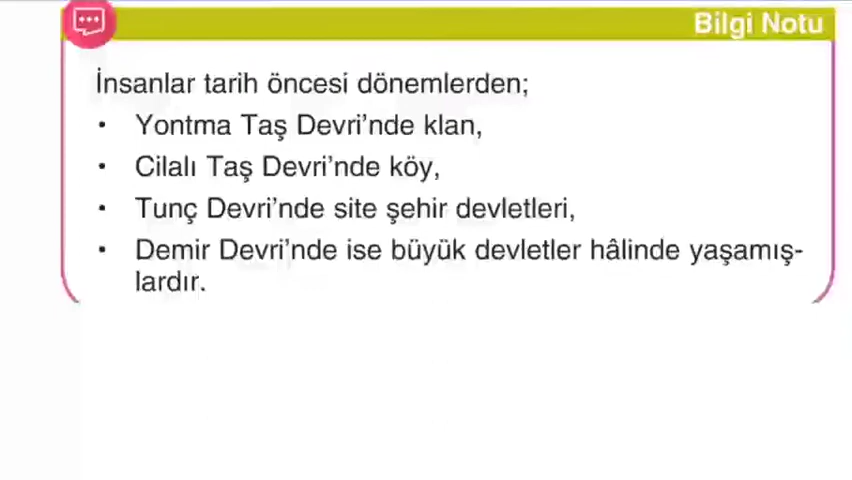 Bilgi Notu
İnsanlar tarih öncesi dönemlerden;
• Yontma Taş Devri'nde klan,
• Cilalı Taş Devri'nde köy,
• Tunç Devri'nde site şehir devletleri,
• Demir Devri'nde ise büyük devletler hâlinde yaşamış-
lardır.